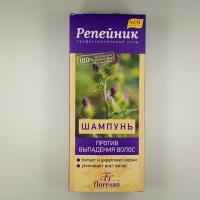 NEW
Репейник
профессиональный уход
100%
ШАМПУНЬ
ПРОТИВ
ВЫПАДЕНИЯ ВОЛОС
питает и укрепляет корни
усиливает рост волос
floresan